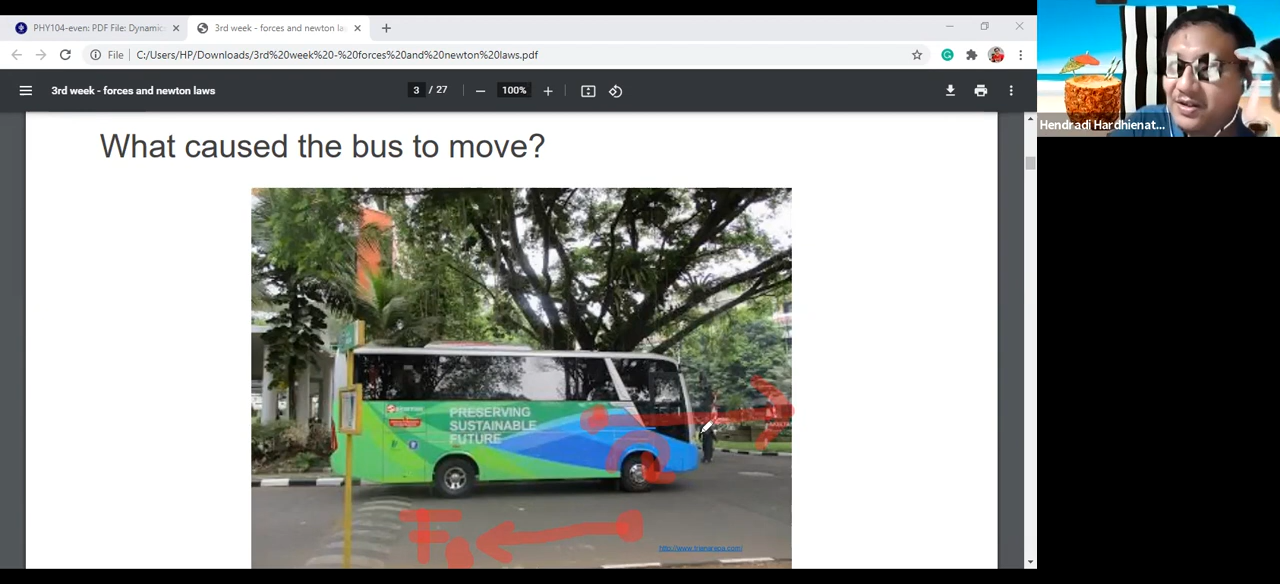 PHY104-even: PDF File: Dynamic
3rd week - forces and newton la
File
C:/Users/HP/Downloads/3rd%20week%20-%20forces%20and%20newton%20laws.pdf
3rd week - forces and newton laws
3 / 27
100%
Hendradi Hardhienat...
What caused the bus to move?
PRESERVING
SUSTAINABLE
FUTURE
F